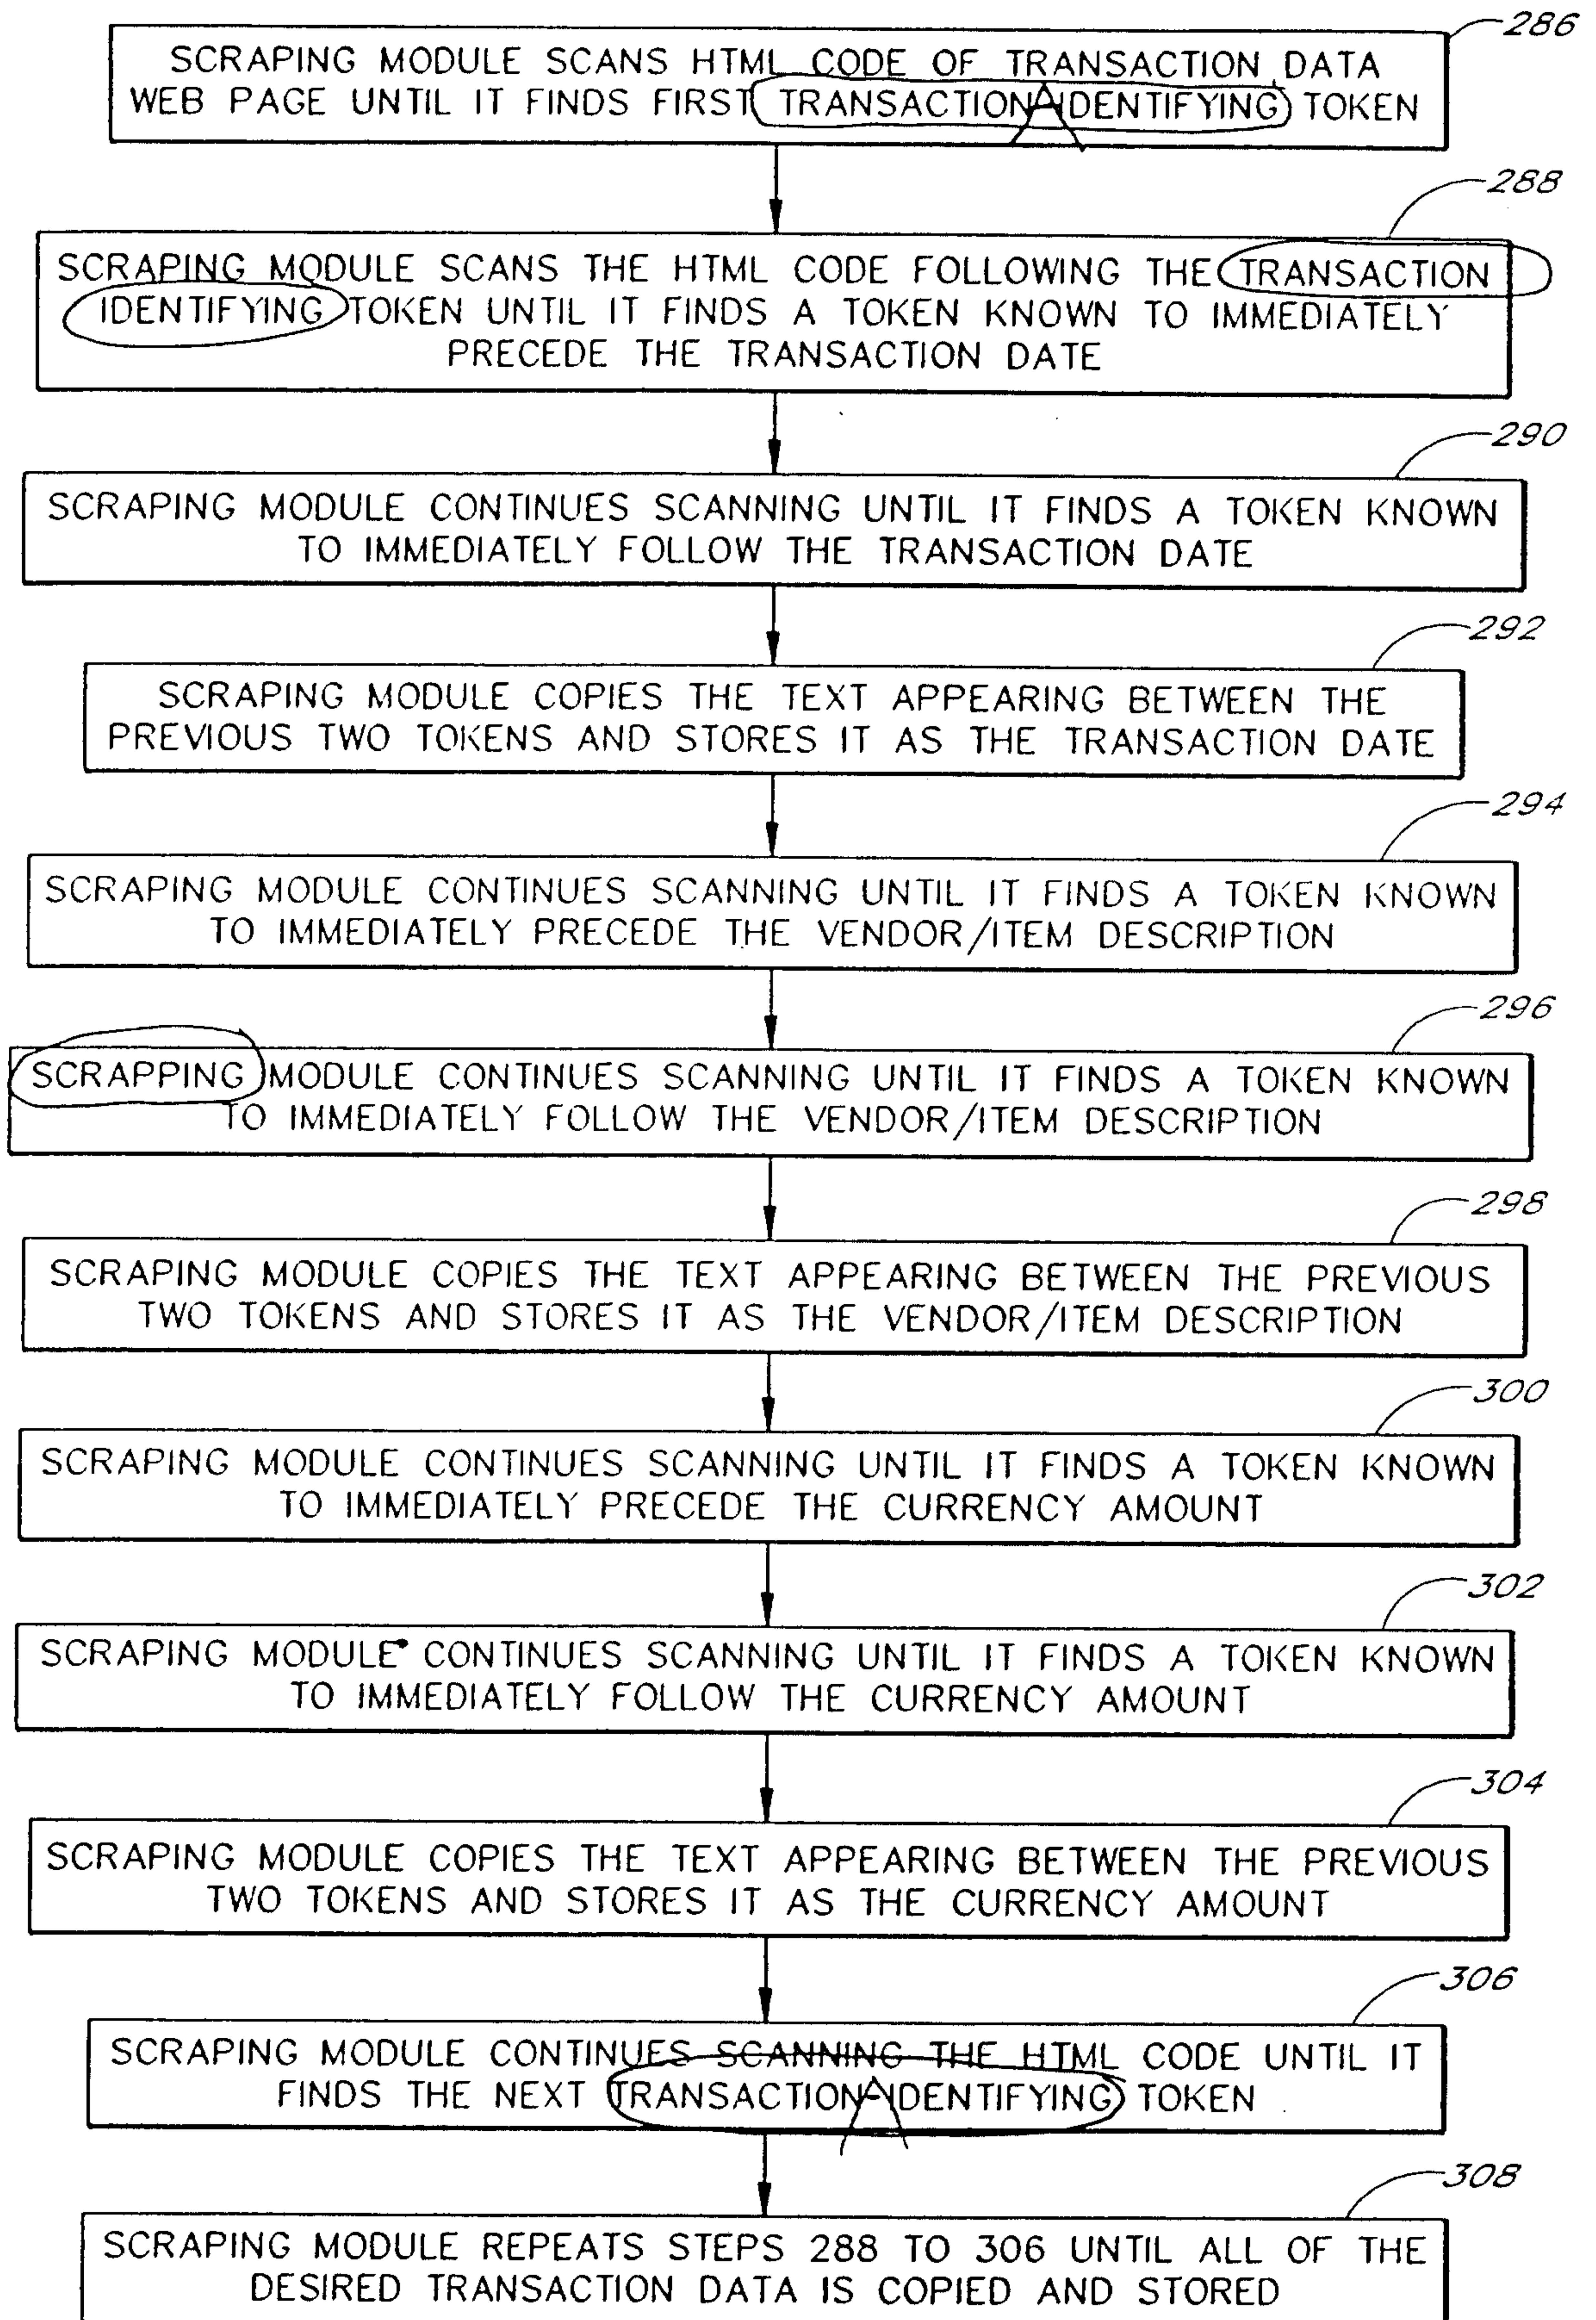 286
SCRAPING MODULE SCANS HTML CODE OF TRANSACTION DATA
WEB PAGE UNTIL IT FINDS FIRST TRANSACTION-IDENTIFYING TOKEN
288
SCRAPING MODULE SCANS THE HTML CODE FOLLOWING THE TRANSACTION
IDENTIFYING TOKEN UNTIL IT FINDS A TOKEN KNOWN TO IMMEDIATELY
PRECEDE THE TRANSACTION DATE
290
SCRAPING MODULE CONTINUES SCANNING UNTIL IT FINDS A TOKEN KNOWN
TO IMMEDIATELY FOLLOW THE TRANSACTION DATE
292
SCRAPING MODULE COPIES THE TEXT APPEARING BETWEEN THE
PREVIOUS TWO TOKENS AND STORES IT AS THE TRANSACTION DATE
294
SCRAPING MODULE CONTINUES SCANNING UNTIL IT FINDS A TOKEN KNOWN
TO IMMEDIATELY PRECEDE THE VENDOR/ITEM DESCRIPTION
296
SCRAPPING MODULE CONTINUES SCANNING UNTIL IT FINDS A TOKEN KNOWN
TO IMMEDIATELY FOLLOW THE VENDOR/ITEM DESCRIPTION
298
SCRAPING MODULE COPIES THE TEXT APPEARING BETWEEN THE PREVIOUS
TWO TOKENS AND STORES IT AS THE VENDOR/ITEM DESCRIPTION
300
SCRAPING MODULE CONTINUES SCANNING UNTIL IT FINDS A TOKEN KNOWN
TO IMMEDIATELY PRECEDE THE CURRENCY AMOUNT
302
SCRAPING MODULE CONTINUES SCANNING UNTIL IT FINDS A TOKEN KNOWN
TO IMMEDIATELY FOLLOW THE CURRENCY AMOUNT
304
SCRAPING MODULE COPIES THE TEXT APPEARING BETWEEN THE PREVIOUS
TWO TOKENS AND STORES IT AS THE CURRENCY AMOUNT
306
SCRAPING MODULE CONTINUES SCANNING THE HTML CODE UNTIL IT
FINDS THE NEXT TRANSACTION-IDENTIFYING TOKEN
308
SCRAPING MODULE REPEATS STEPS 288 TO 306 UNTIL ALL OF THE
DESIRED TRANSACTION DATA IS COPIED AND STORED